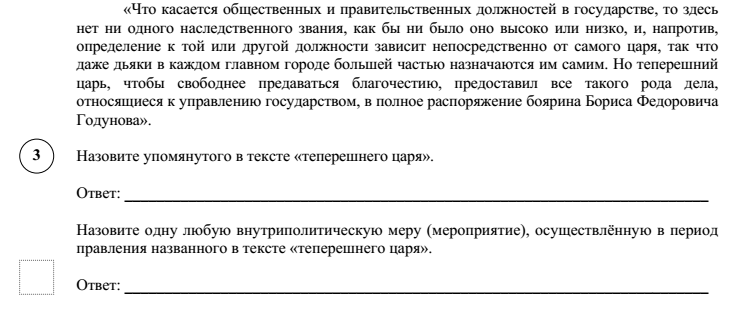 «Что касается общественных и правительственных должностей в государстве, то здесь
нет ни одного наследственного звания, как бы ни было оно высоко или низко, и, напротив,
определение к той или другой должности зависит непосредственно от самого царя, так что
даже дьяки в каждом главном городе большей частью назначаются им самим. Но теперешний
царь, чтобы свободнее предаваться благочестию, предоставил все такого рода дела,
относящиеся к управлению государством, в полное распоряжение боярина Бориса Федоровича
Годунова».
3 Назовите упомянутого в тексте «теперешнего царя».
Ответ:
Назовите одну любую внутриполитическую меру (мероприятие), осуществлённую в период
правления названного в тексте «теперешнего царя».
Ответ: